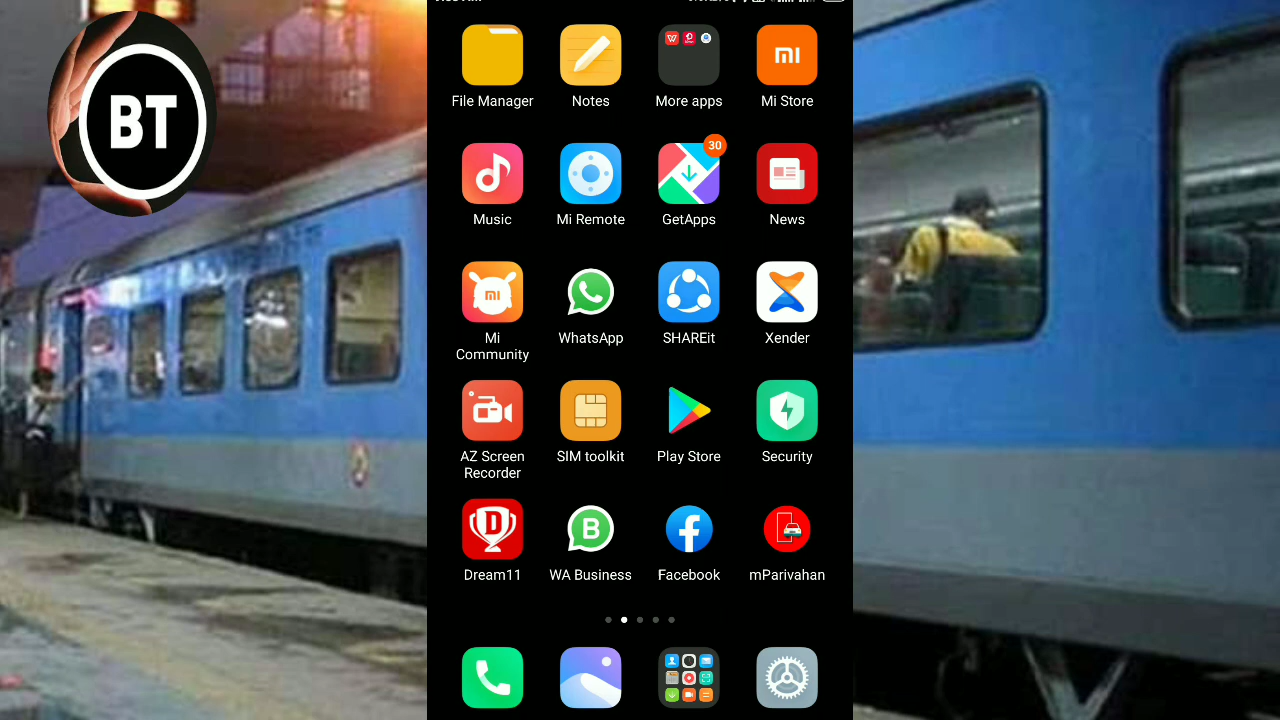 BT
File Manager
Notes
More apps
Mi Store
30
Music
Mi Remote
GetApps
News
Mi
Community
WhatsApp
SHAREit
Xender
AZ Screen
Recorder
SIM toolkit
Play Store
Security
D
B
Dream11
WA Business
Facebook
mParivahan